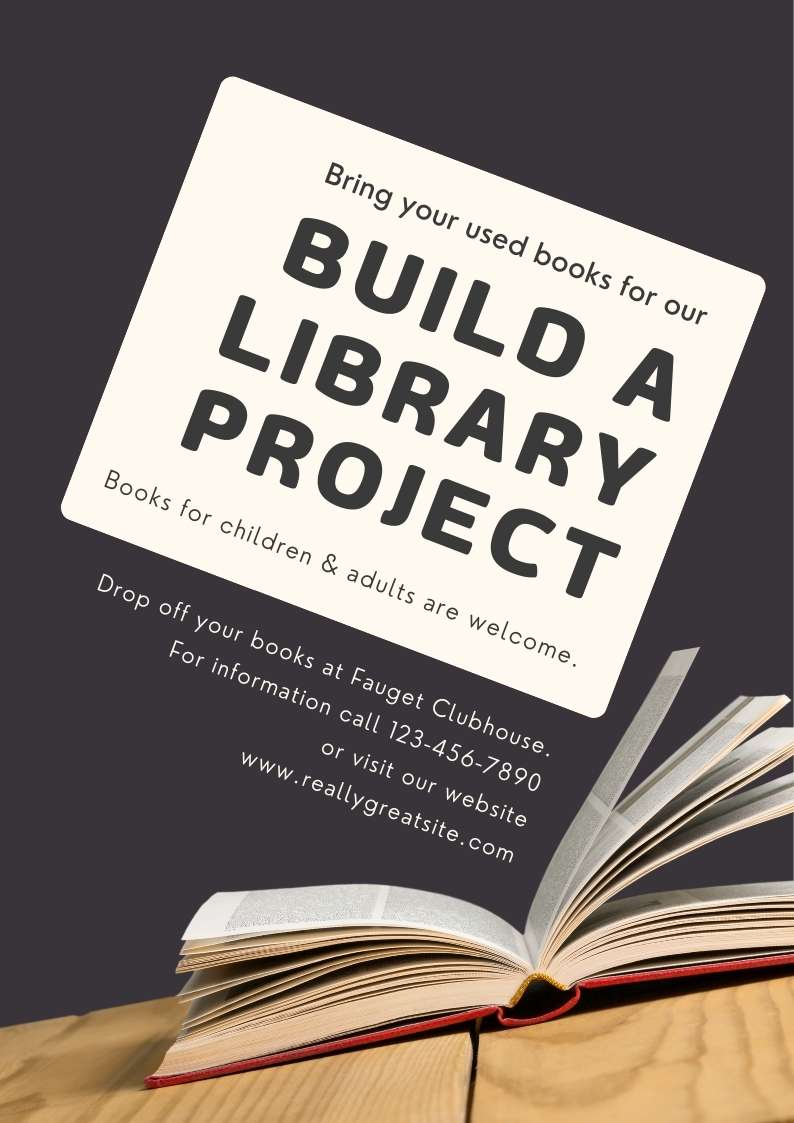 Bring your used books for our
BUILD A
LIBRARY
PROJECT
Books for children & adults are welcome.
Drop off your books at Fauget Clubhouse.
For information call 123-456-7890
or visit our website
www.reallygreatsite.com